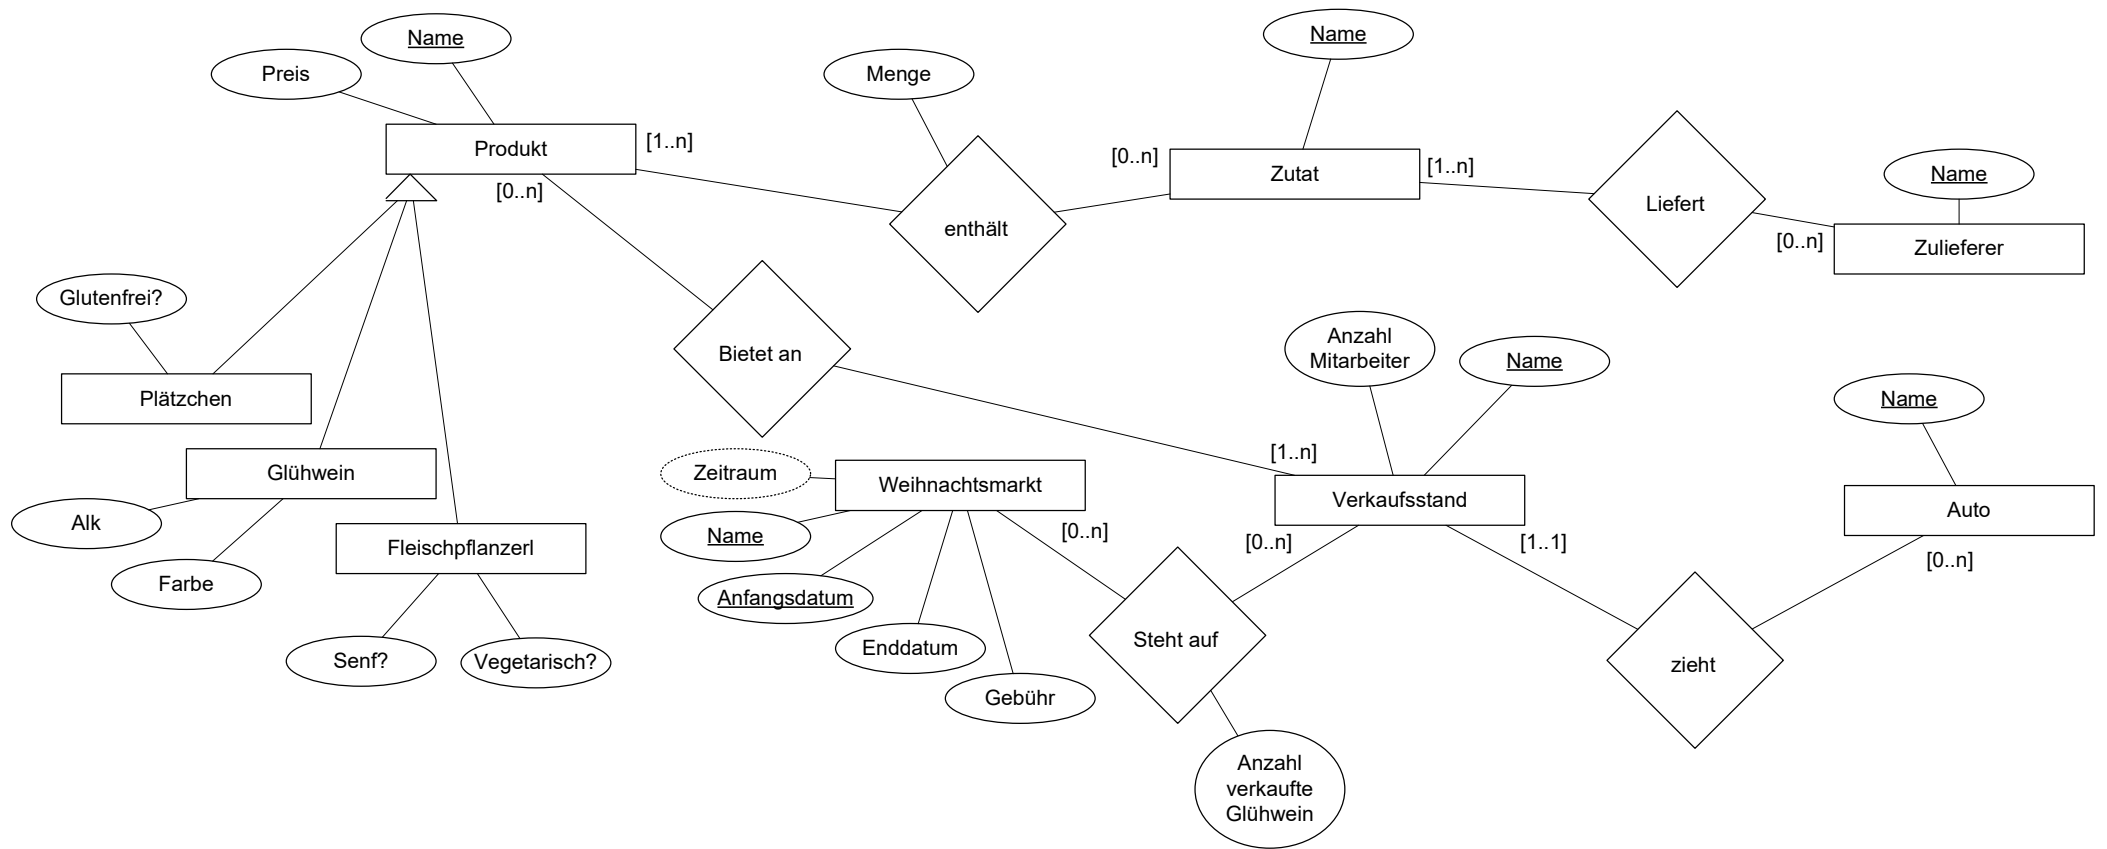 Name
Preis
Menge
Name
Produkt
[1..n]
[0..n]
[0..n]
Zutat
[1..n]
Liefert
Name
[0..n]
Zulieferer
enthält
Glutenfrei?
Plätzchen
Bietet an
Anzahl
Mitarbeiter
Name
Name
[1..n]
Glühwein
Alk
Farbe
Fleischpflanzerl
Senf?
Vegetarisch?
Zeitraum
Weihnachtsmarkt
Name
Anfangsdatum
Enddatum
Gebühr
[0..n]
Verkaufsstand
[0..n]
[1..1]
Auto
[0..n]
Steht auf
zieht
Anzahl
verkaufte
Glühwein